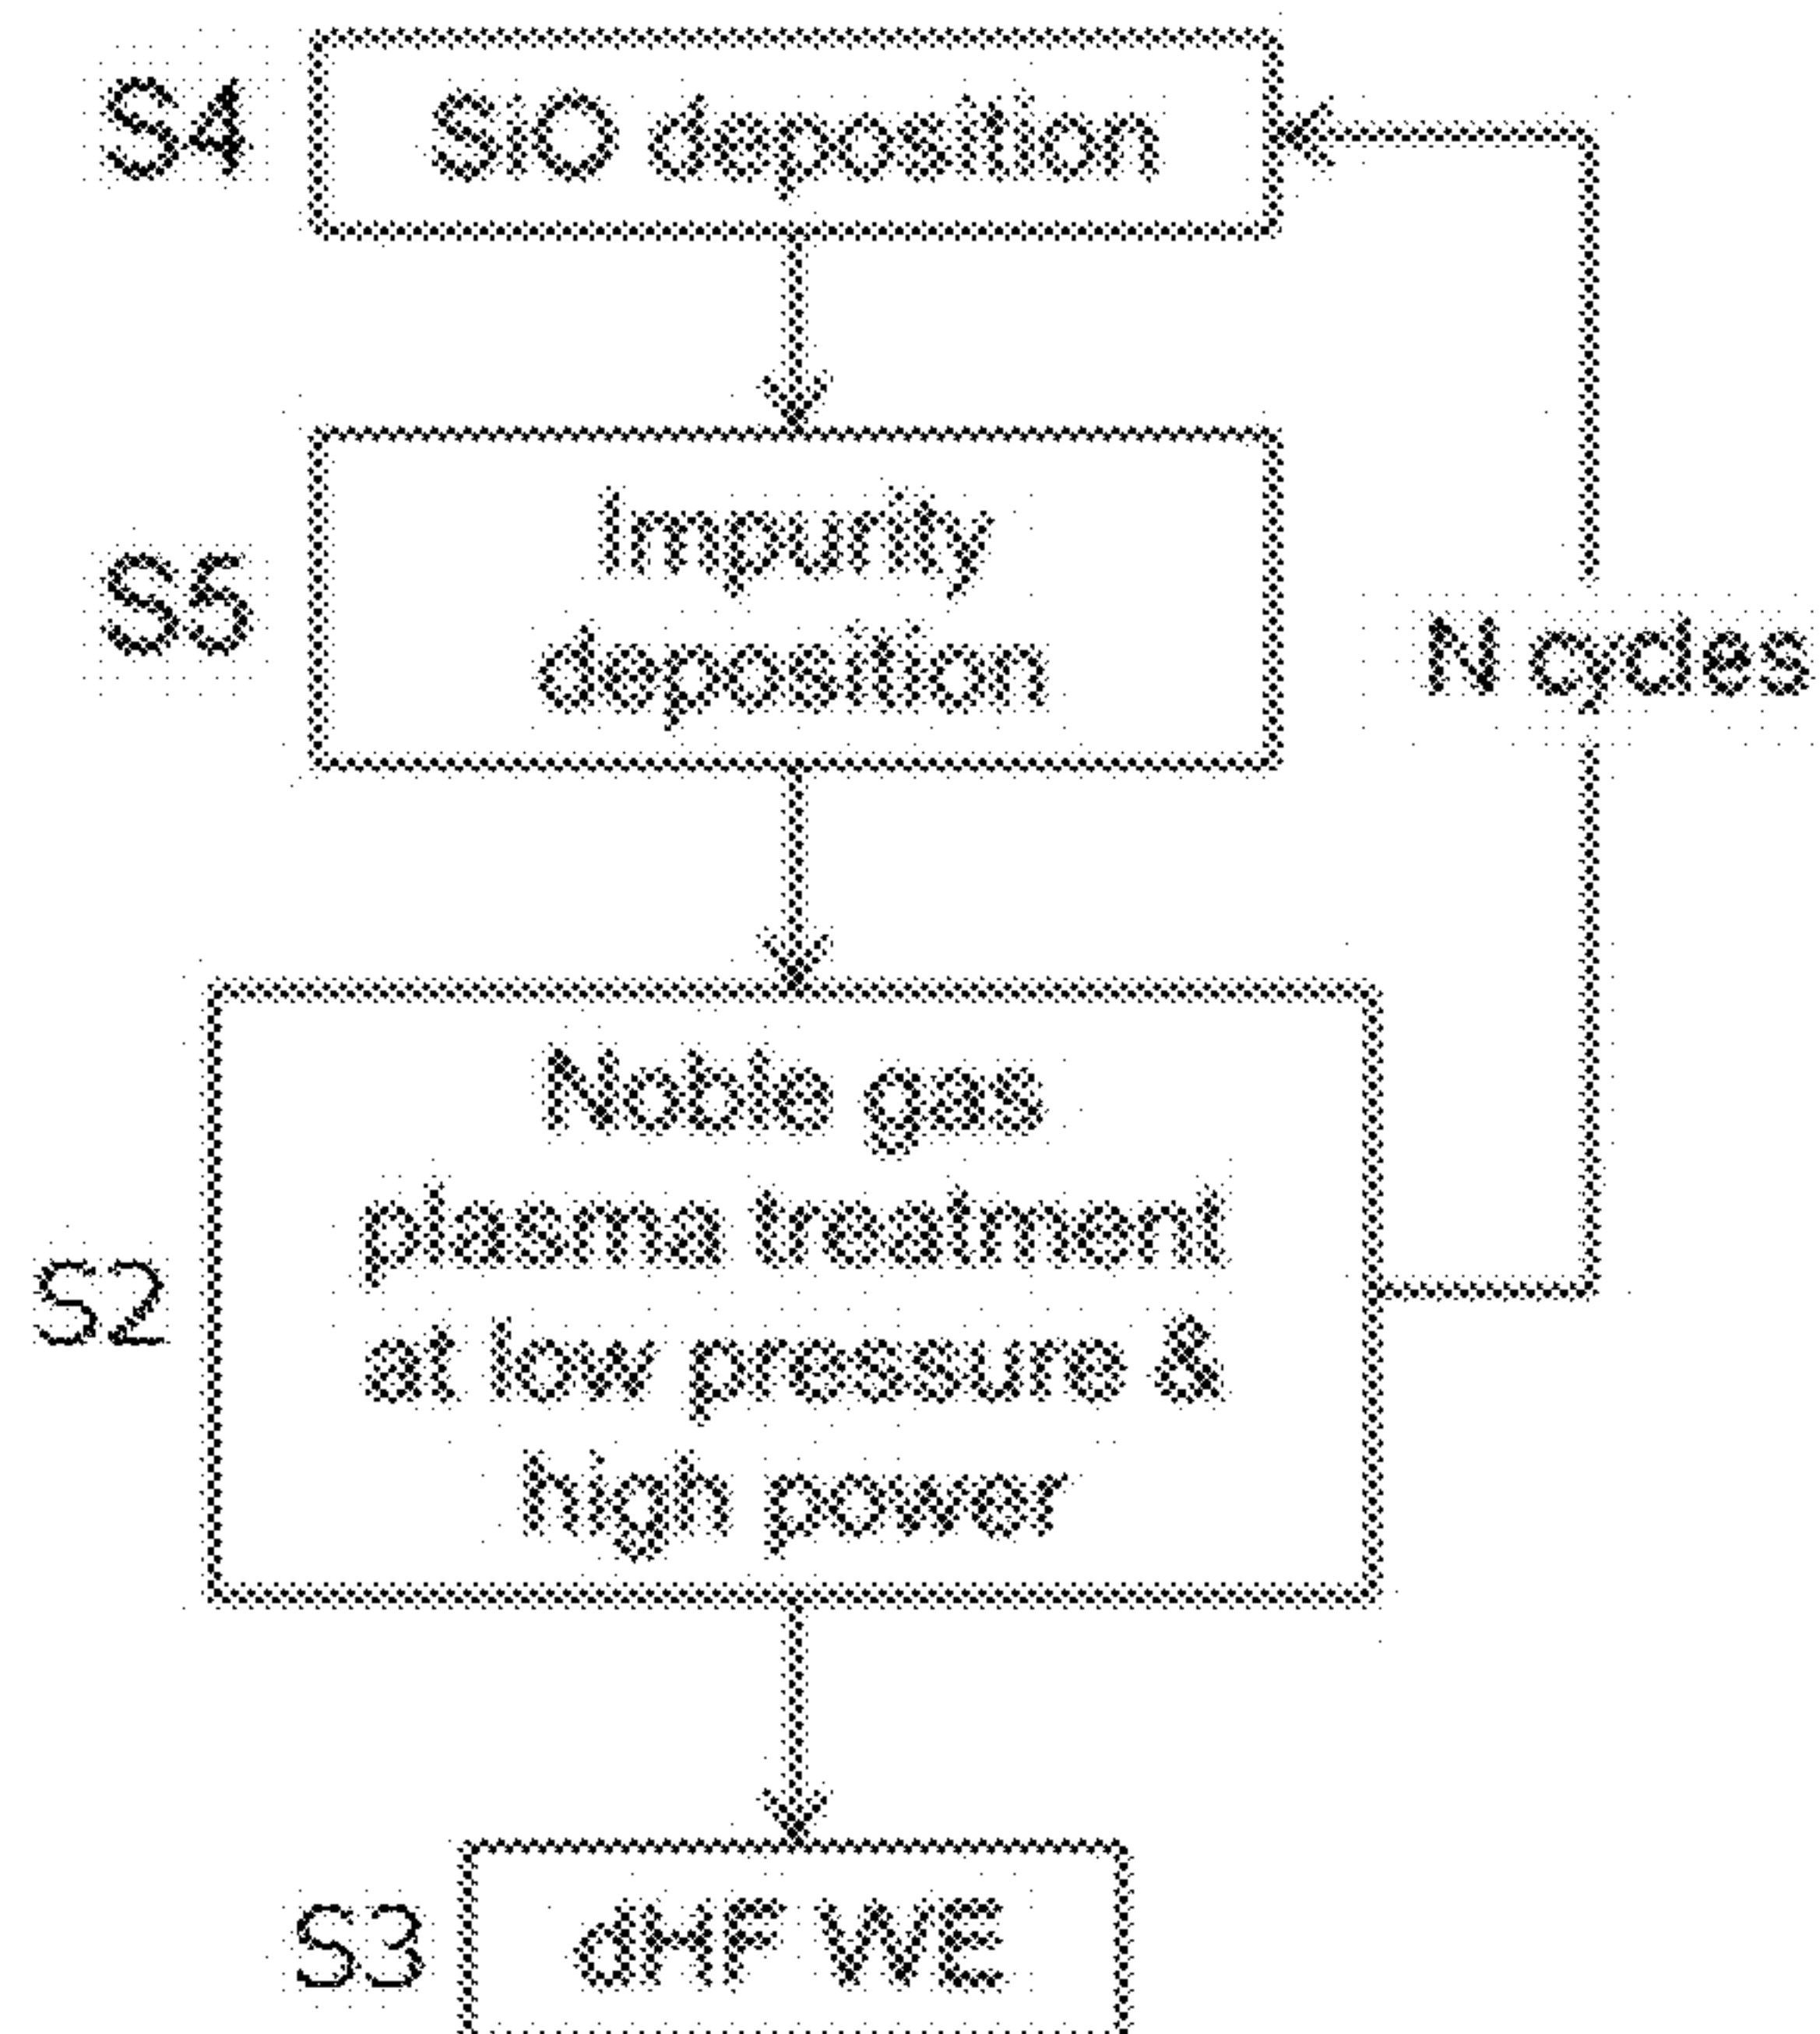 S4
SiO deposition
S5
Impurity
deposition
N cycles
S2
Noble gas
plasma treatment
at low pressure &
high power
S3
dHF WE